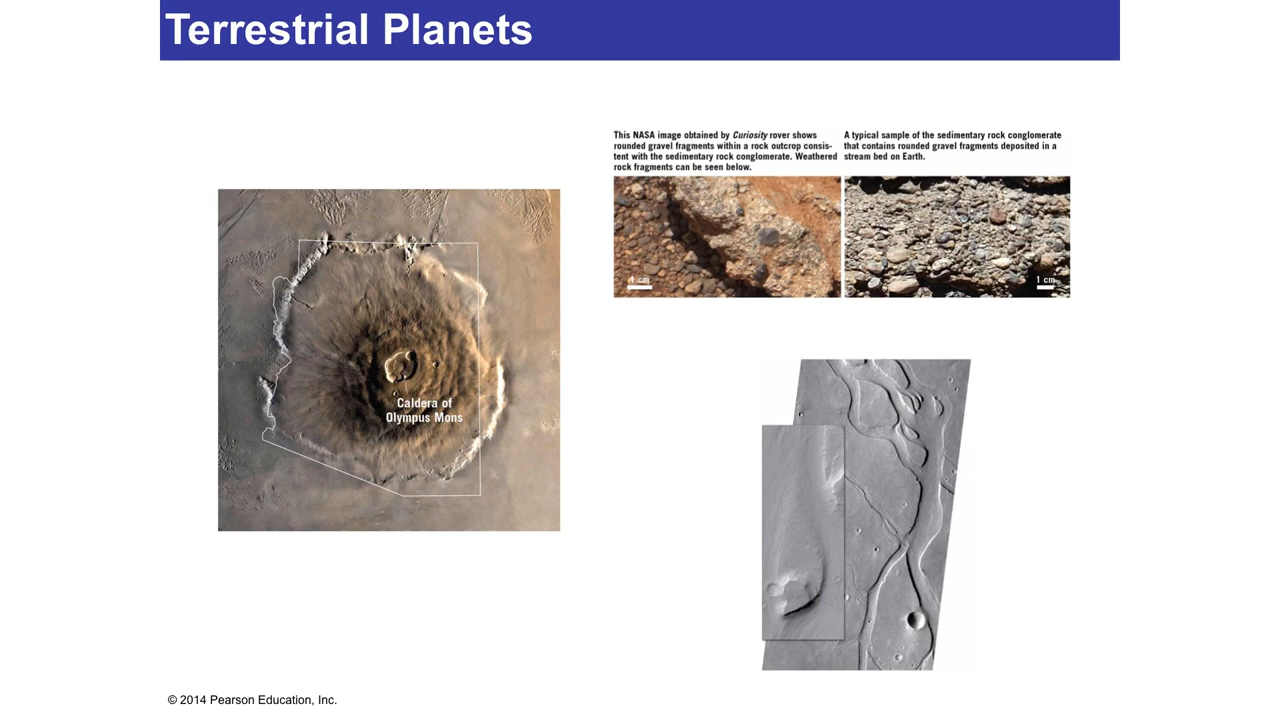 Terrestrial Planets
This NASA image obtained by Curiosity rover shows
rounded gravel fragments within a rock outcrop consis-
tent with the sedimentary rock conglomerate. Weathered
rock fragments can be seen below.
A typical sample of the sedimentary rock conglomerate
that contains rounded gravel fragments deposited in a
stream bed on Earth.
1 cm
1 cm
Caldera of
Olympus Mons
© 2014 Pearson Education, Inc.